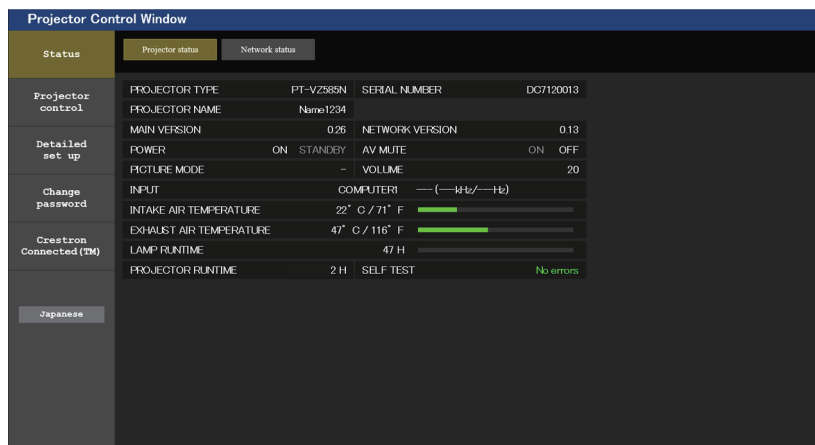 Projector Control Window
Status
Projector status
Network status
Projector
control
Detailed
set up
Change
password
Crestron
Connected(TM)
Japanese
PROJECTOR TYPE PT-VZ585N SERIAL NUMBER DC7120013
PROJECTOR NAME Name1234
MAIN VERSION 0.26 NETWORK VERSION 0.13
POWER ON STANDBY AV MUTE ON OFF
PICTURE MODE – VOLUME 20
INPUT COMPUTER1 ––(––kHz/––Hz)
INTAKE AIR TEMPERATURE 22° C / 71° F
EXHAUST AIR TEMPERATURE 47° C / 116° F
LAMP RUNTIME 47 H
PROJECTOR RUNTIME 2 H SELF TEST No errors